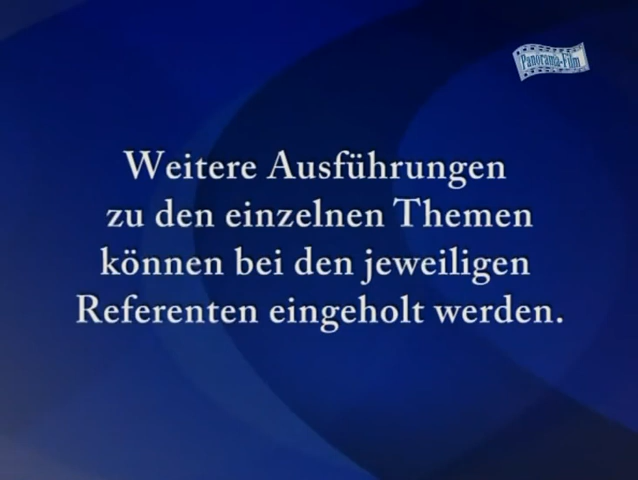 Panorama-Film
Weitere Ausführungen
zu den einzelnen Themen
können bei den jeweiligen
Referenten eingeholt werden.